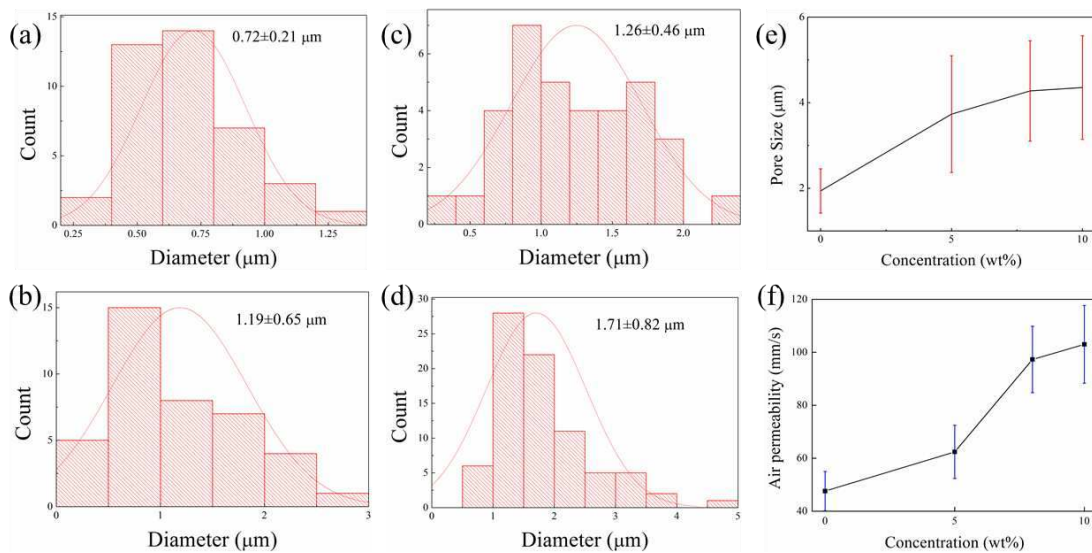 (a)
0.72±0.21 μm
15
10
5
0
Count
0.25 0.50 0.75 1.00 1.25
Diameter (μm)
(c)
1.26±0.46 μm
8
6
4
2
0
Count
0.5 1.0 1.5 2.0
Diameter (μm)
(e)
6
4
2
Pore Size (μm)
0 5 10
Concentration (wt%)
(b)
1.19±0.65 μm
15
10
5
0
Count
0 1 2 3
Diameter (μm)
(d)
1.71±0.82 μm
30
25
20
15
10
5
0
Count
0 1 2 3 4 5
Diameter (μm)
(f)
120
100
80
60
40
Air permeability (mm/s)
0 5 10
Concentration (wt%)